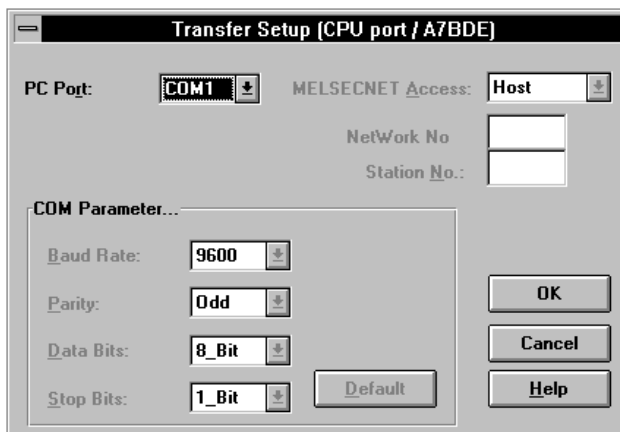 Transfer Setup (CPU port / A7BDE)
PC Port: COM1 MELSECNET Access: Host
NetWork No
Station No.:
COM Parameter...
Baud Rate: 9600
Parity: Odd
OK
Data Bits: 8_Bit
Cancel
Stop Bits: 1_Bit Default Help